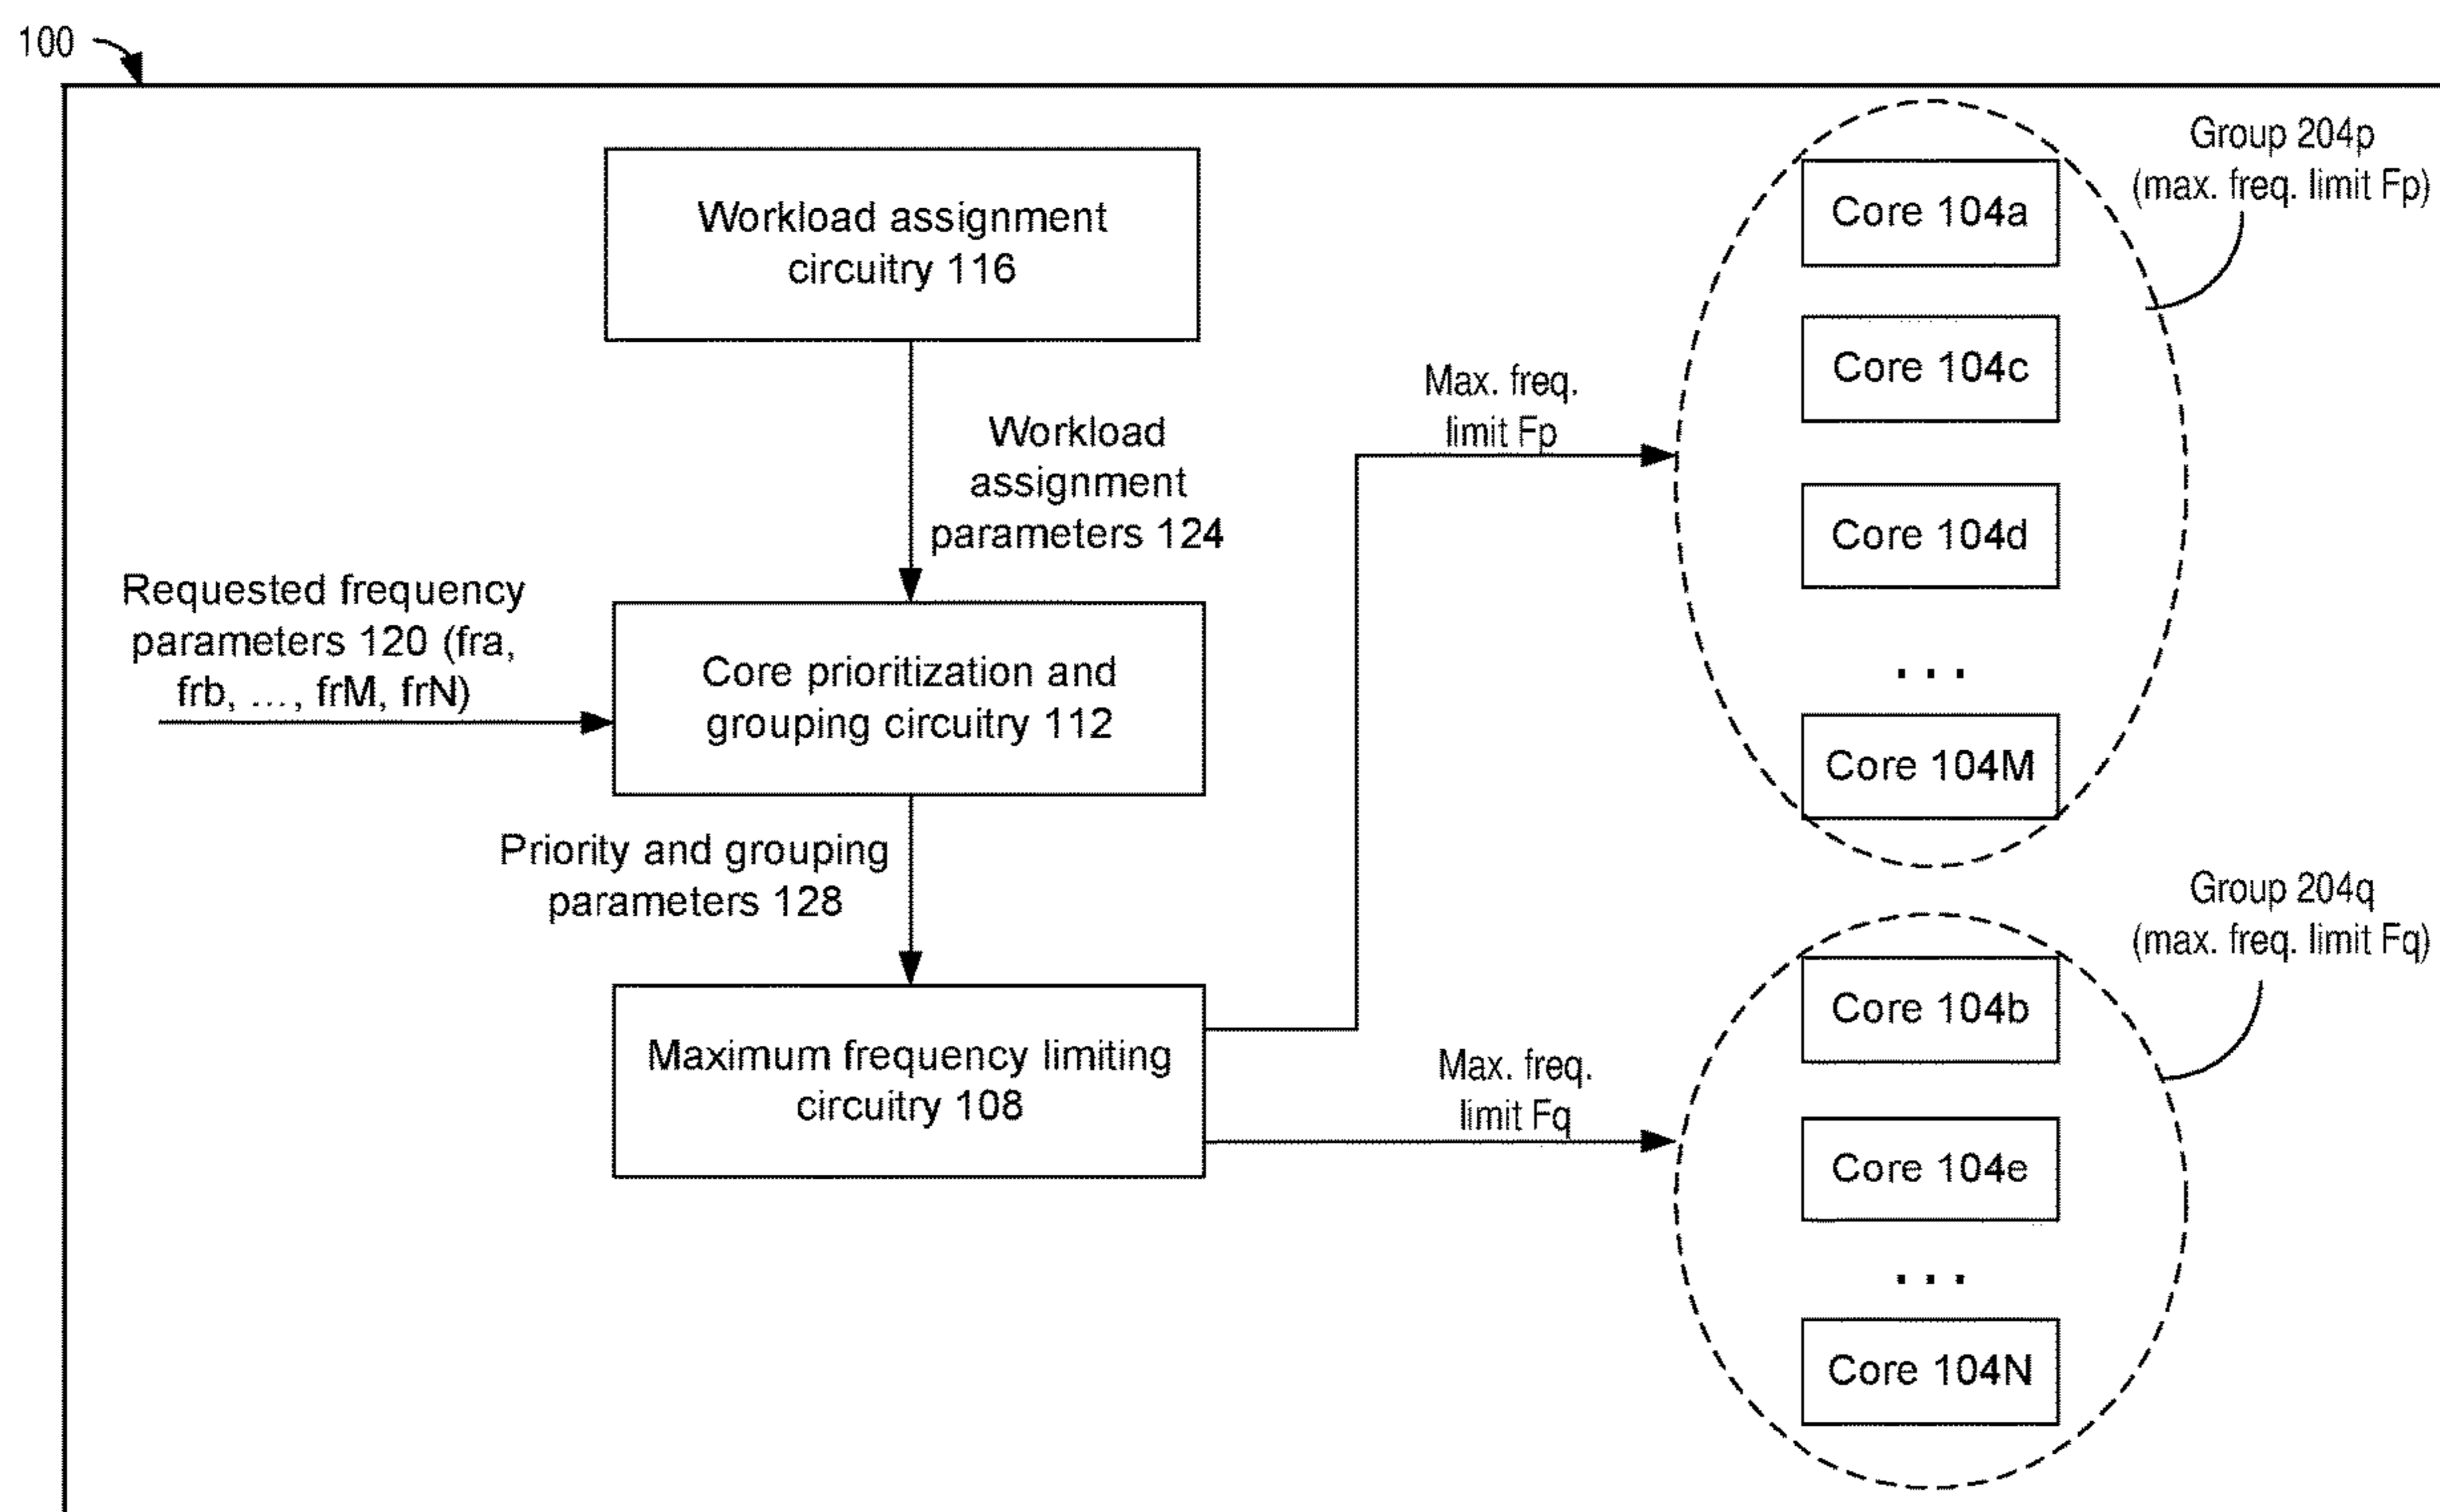 100
Workload assignment
circuitry 116
Workload
assignment
parameters 124
Requested frequency
parameters 120 (fra,
frb, ..., frM, frN)
Core prioritization and
grouping circuitry 112
Priority and grouping
parameters 128
Maximum frequency limiting
circuitry 108
Max. freq.
limit Fp
Max. freq.
limit Fq
Group 204p
(max. freq. limit Fp)
Core 104a
Core 104c
Core 104d
...
Core 104M
Group 204q
(max. freq. limit Fq)
Core 104b
Core 104e
...
Core 104N